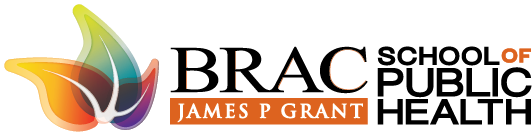 BRAC
JAMES P GRANT
SCHOOL OF
PUBLIC
HEALTH